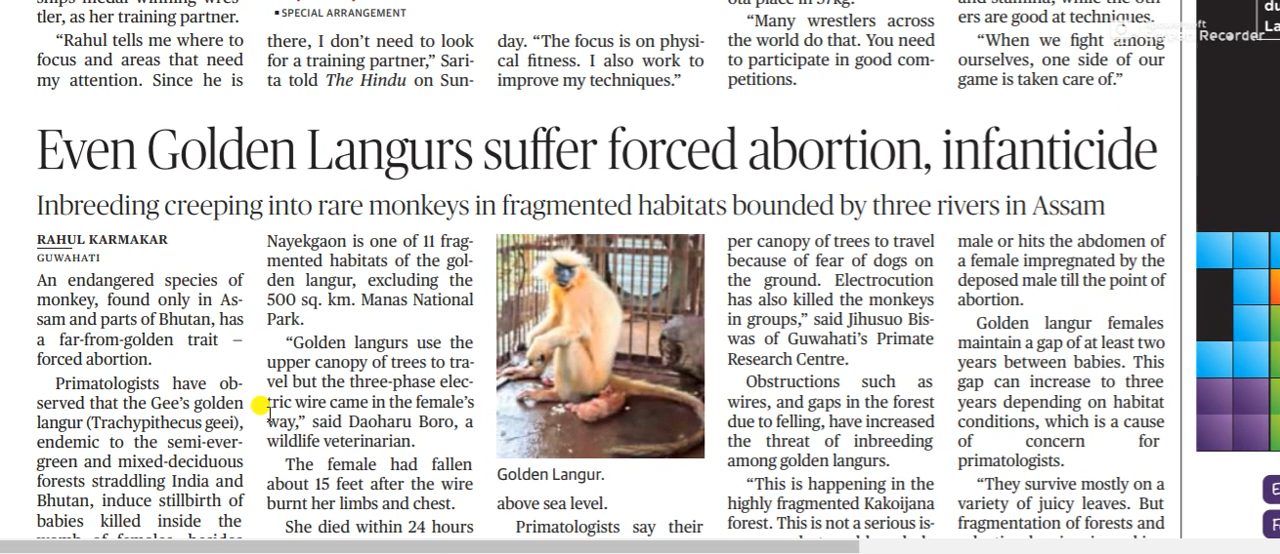 ships medal-winning wres-
tler, as her training partner.
“Rahul tells me where to
focus and areas that need
my attention. Since he is
▪ SPECIAL ARRANGEMENT
there, I don’t need to look
for a training partner,” Sari-
ta told The Hindu on Sun-
day. “The focus is on physi-
cal fitness. I also work to
improve my techniques.”
place in 57kg.
“Many wrestlers across
the world do that. You need
to participate in good com-
petitions.
and stamina, while the oth-
ers are good at techniques.
“When we fight among
ourselves, one side of our
game is taken care of.”
Even Golden Langurs suffer forced abortion, infanticide
Inbreeding creeping into rare monkeys in fragmented habitats bounded by three rivers in Assam
RAHUL KARMAKAR
GUWAHATI
An endangered species of
monkey, found only in As-
sam and parts of Bhutan, has
a far-from-golden trait –
forced abortion.
Primatologists have ob-
served that the Gee’s golden
langur (Trachypithecus geei),
endemic to the semi-ever-
green and mixed-deciduous
forests straddling India and
Bhutan, induce stillbirth of
babies killed inside the
womb of females, besides
Nayekgaon is one of 11 frag-
mented habitats of the gol-
den langur, excluding the
500 sq. km. Manas National
Park.
“Golden langurs use the
upper canopy of trees to tra-
vel but the three-phase elec-
tric wire came in the female’s
way,” said Daoharu Boro, a
wildlife veterinarian.
The female had fallen
about 15 feet after the wire
burnt her limbs and chest.
She died within 24 hours
Golden Langur.
above sea level.
Primatologists say their
per canopy of trees to travel
because of fear of dogs on
the ground. Electrocution
has also killed the monkeys
in groups,” said Jihusuo Bis-
was of Guwahati’s Primate
Research Centre.
Obstructions such as
wires, and gaps in the forest
due to felling, have increased
the threat of inbreeding
among golden langurs.
“This is happening in the
highly fragmented Kakoijana
forest. This is not a serious is-
male or hits the abdomen of
a female impregnated by the
deposed male till the point of
abortion.
Golden langur females
maintain a gap of at least two
years between babies. This
gap can increase to three
years depending on habitat
conditions, which is a cause
of concern for
primatologists.
“They survive mostly on a
variety of juicy leaves. But
fragmentation of forests and
Screen Recorder
du
La
E
F